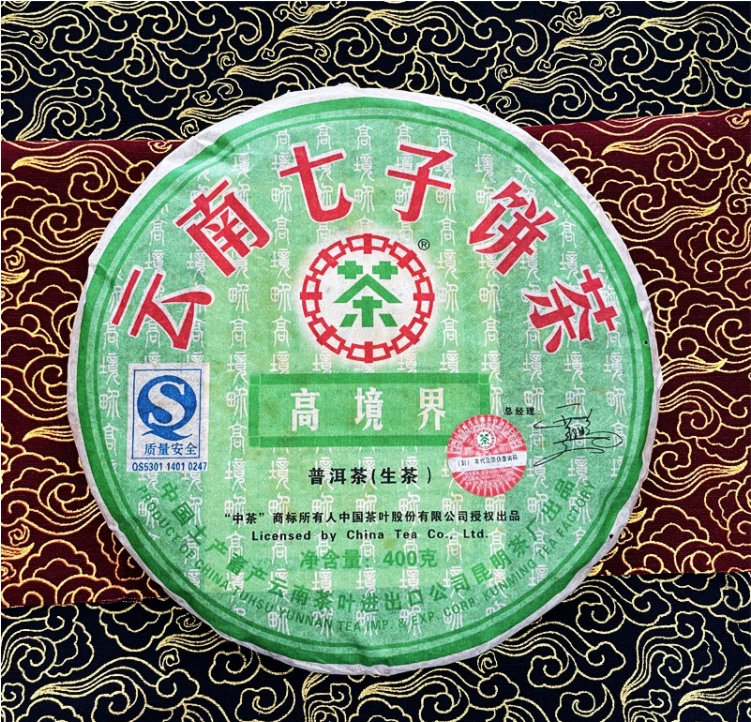 云南七子饼茶
®
茶
高境界
总经理
S
质量安全
QS5301 1401 0247
茶
普洱茶(生茶)
“中茶”商标所有人中国茶叶股份有限公司授权出品
Licensed by China Tea Co., Ltd.
净含量：400克
中国土产畜产云南茶叶进出口公司昆明茶厂出品
PRODUCT OF CHINA TUHSU YUNNAN TEA IMP. & EXP. CORP. KUNMING TEA FACTORY